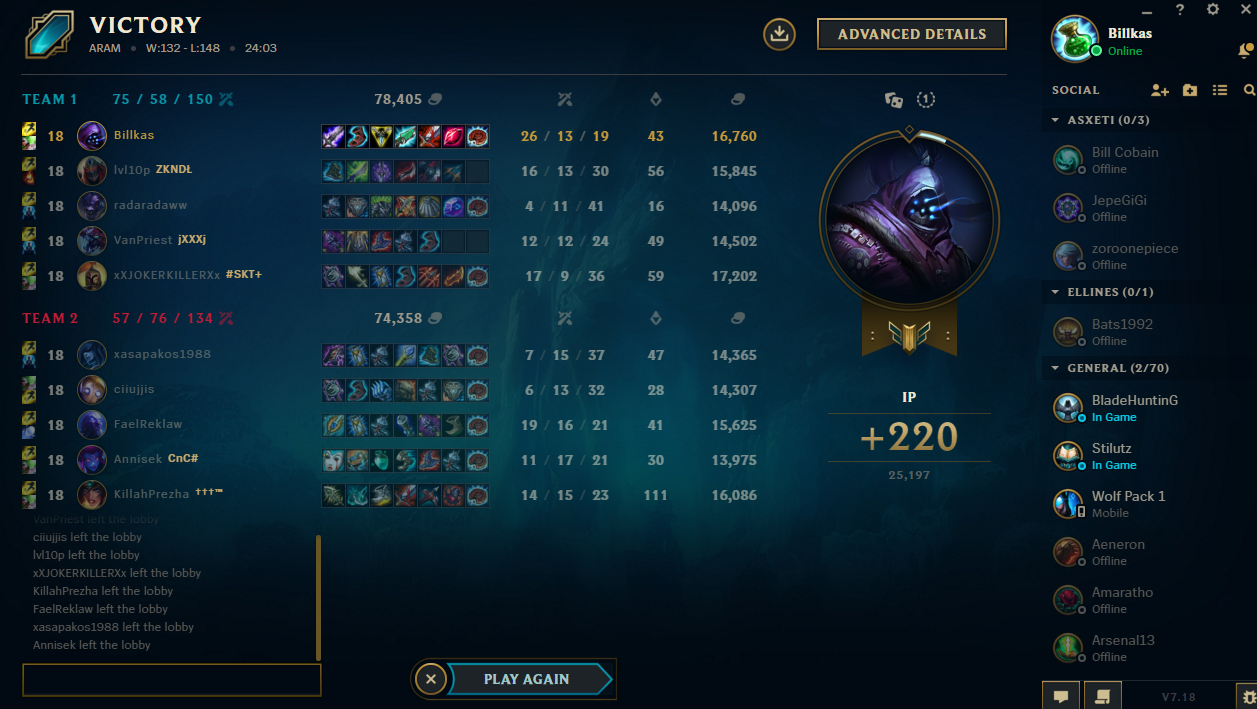 VICTORY
ARAM • W:132 - L:148 • 24:03
ADVANCED DETAILS
TEAM 1 75 / 58 / 150 78,405
18 Billkas 26 / 13 / 19 43 16,760
18 lvl10p ZKNDŁ 16 / 13 / 30 56 15,845
18 radaradaww 4 / 11 / 41 16 14,096
18 VanPriest jXXXj 12 / 12 / 24 49 14,502
18 xXJOKERKILLERXx #SKT+ 17 / 9 / 36 59 17,202
TEAM 2 57 / 76 / 134 74,358
18 xasapakos1988 7 / 15 / 37 47 14,365
18 ciiujjis 6 / 13 / 32 28 14,307
18 FaelReklaw 19 / 16 / 21 41 15,625
18 Annisek CnC# 11 / 17 / 21 30 13,975
18 KillahPrezha †††™ 14 / 15 / 23 111 16,086
VanPriest left the lobby
ciiujjis left the lobby
lvl10p left the lobby
xXJOKERKILLERXx left the lobby
KillahPrezha left the lobby
FaelReklaw left the lobby
xasapakos1988 left the lobby
Annisek left the lobby
PLAY AGAIN
1
IP
+220
25,197
?
Billkas
Online
SOCIAL
ASXETI (0/3)
Bill Cobain
Offline
JepeGiGi
Offline
zoroonepiece
Offline
ELLINES (0/1)
Bats1992
Offline
GENERAL (2/70)
BladeHuntinG
In Game
Stilutz
In Game
Wolf Pack 1
Mobile
Aeneron
Offline
Amaratho
Offline
Arsenal13
Offline
V7.18